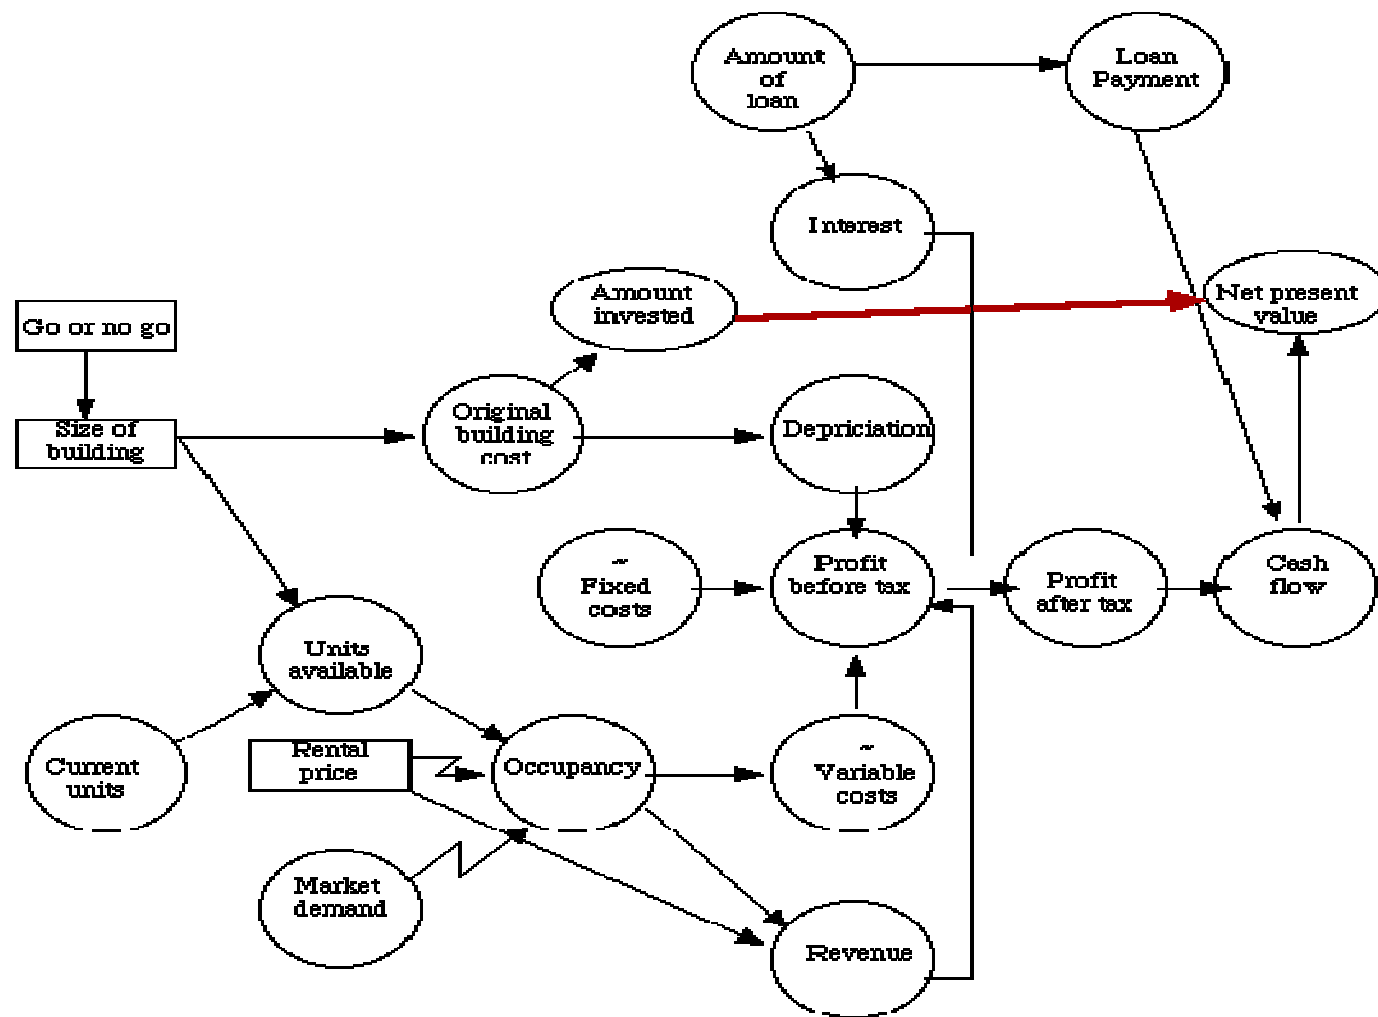 Amount
of
loan
Loan
Payment
Interest
Amount
invested
Net present
value
Go or no go
Size of
building
Original
building
cost
Depriciation
~
Fixed
costs
Profit
before tax
Profit
after tax
Cash
flow
Units
available
Current
units
Rental
price
Occupancy
~
Variable
costs
Market
demand
Revenue